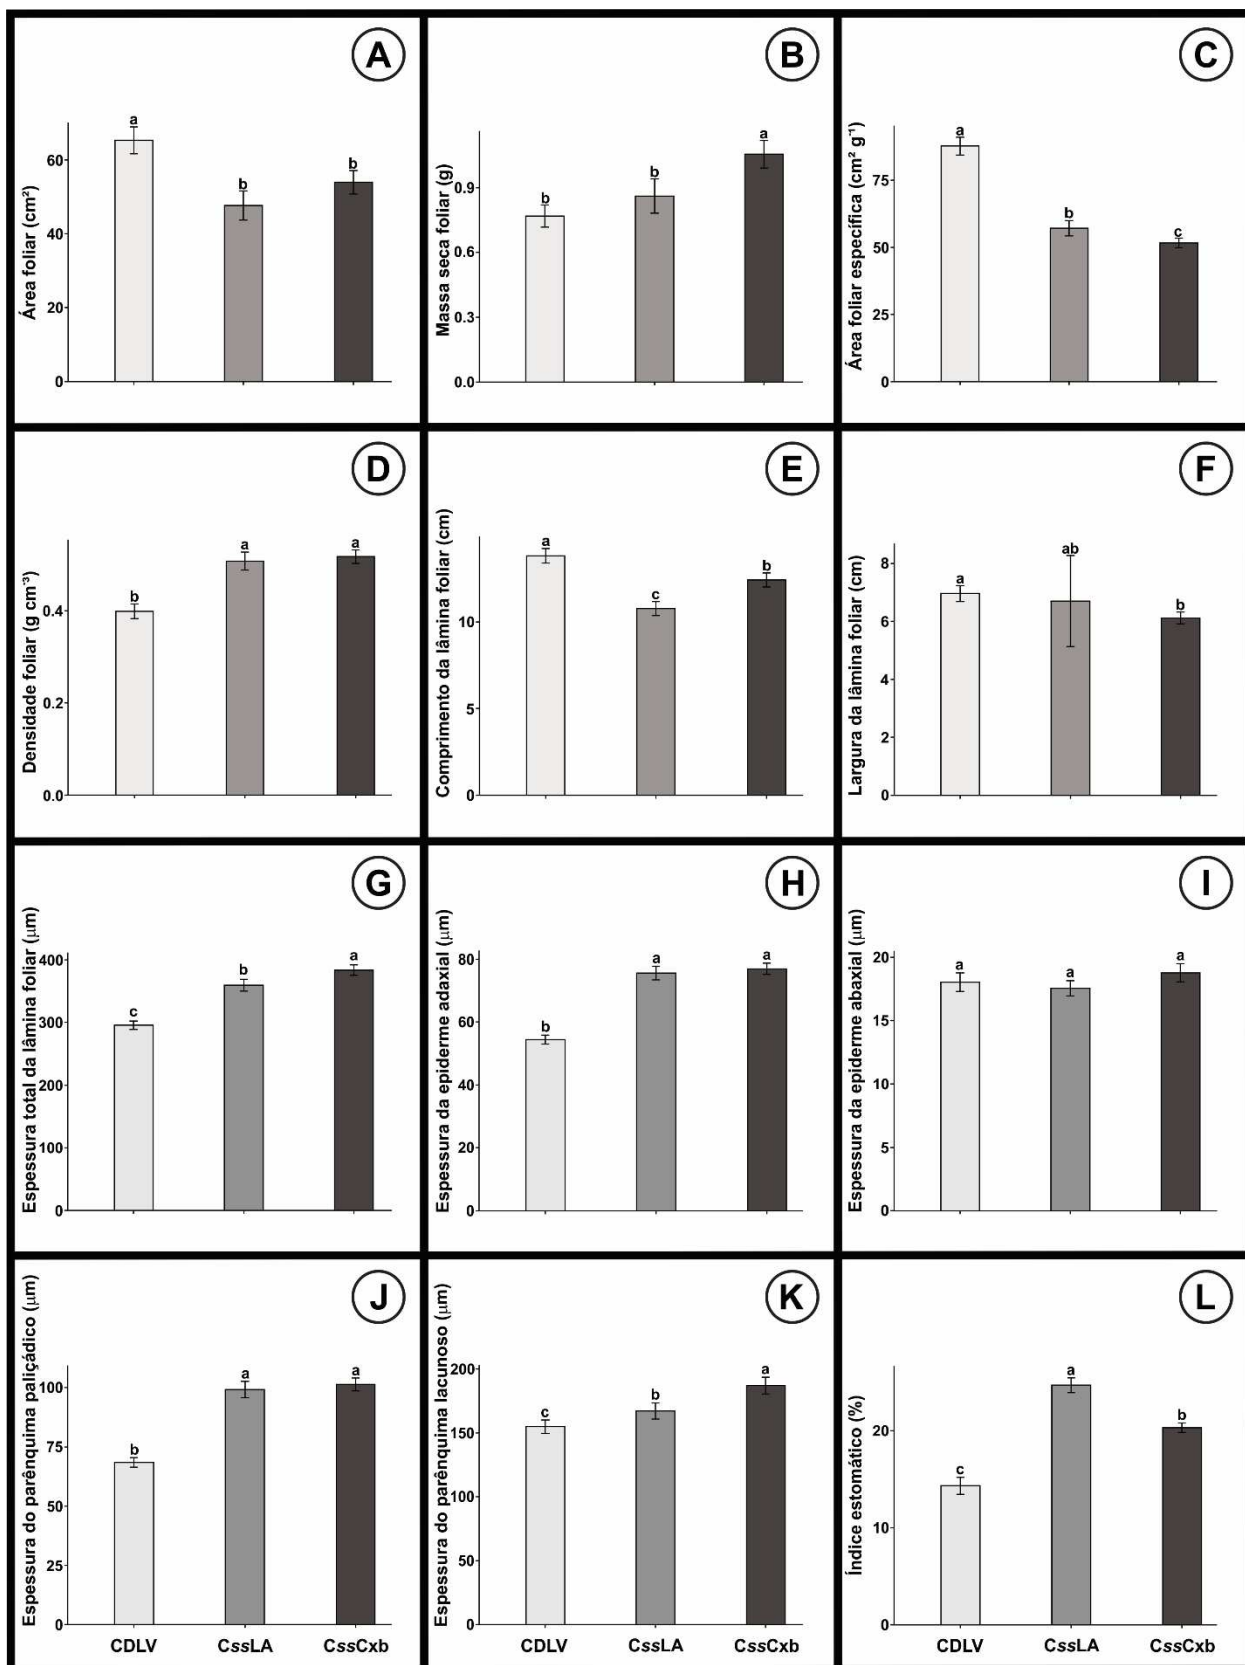 A
Área foliar (cm²)
60
40
20
0
a
b
b
B
Massa seca foliar (g)
0.9
0.6
0.3
0.0
b
b
a
C
Área foliar específica (cm² g⁻¹)
75
50
25
0
a
b
c
D
Densidade foliar (g cm⁻³)
0.4
0.2
0.0
b
a
a
E
Comprimento da lâmina foliar (cm)
10
5
0
a
c
b
F
Largura da lâmina foliar (cm)
8
6
4
2
0
a
ab
b
G
Espessura total da lâmina foliar (μm)
400
300
200
100
0
c
b
a
H
Espessura da epiderme adaxial (μm)
80
60
40
20
0
b
a
a
I
Espessura da epiderme abaxial (μm)
20
15
10
5
0
a
a
a
J
Espessura do parênquima paliçádico (μm)
100
75
50
25
0
b
a
a
CDLV CssLA CssCxb
K
Espessura do parênquima lacunoso (μm)
200
150
100
50
0
c
b
a
CDLV CssLA CssCxb
L
Índice estomático (%)
20
10
0
c
a
b
CDLV CssLA CssCxb